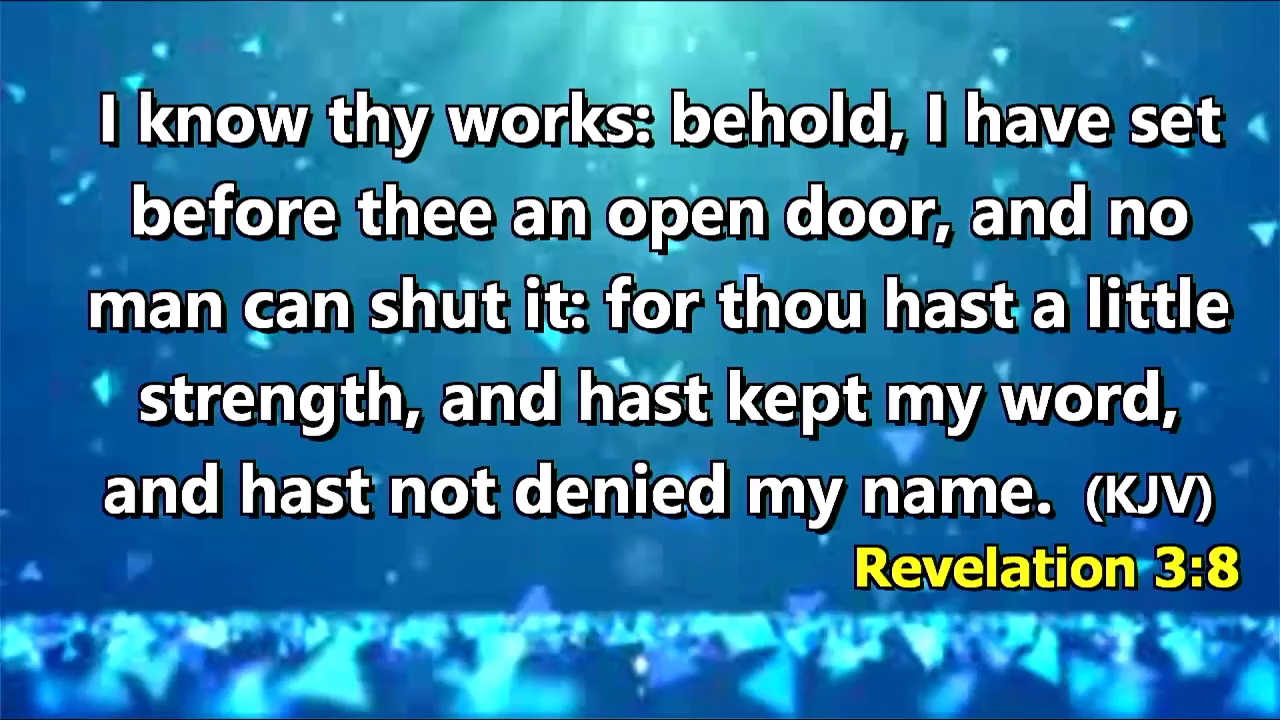 I know thy works: behold, I have set
before thee an open door, and no
man can shut it: for thou hast a little
strength, and hast kept my word,
and hast not denied my name. (KJV)
Revelation 3:8